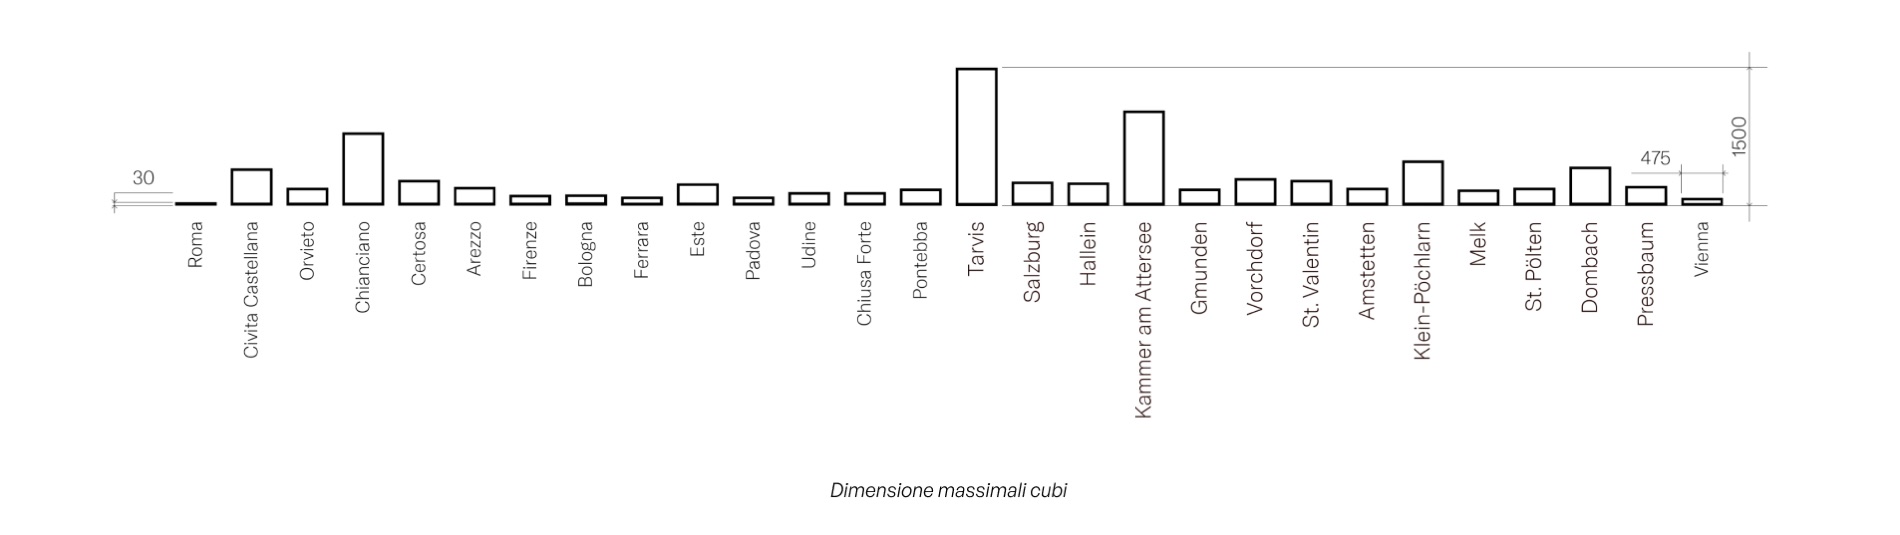 1500
475
30
Roma
Civita Castellana
Orvieto
Chianciano
Certosa
Arezzo
Firenze
Bologna
Ferrara
Este
Padova
Udine
Chiusa Forte
Pontebba
Tarvis
Salzburg
Hallein
Kammer am Attersee
Gmunden
Vorchdorf
St. Valentin
Amstetten
Klein-Pöchlarn
Melk
St. Pölten
Dombach
Pressbaum
Vienna
Dimensione massimali cubi